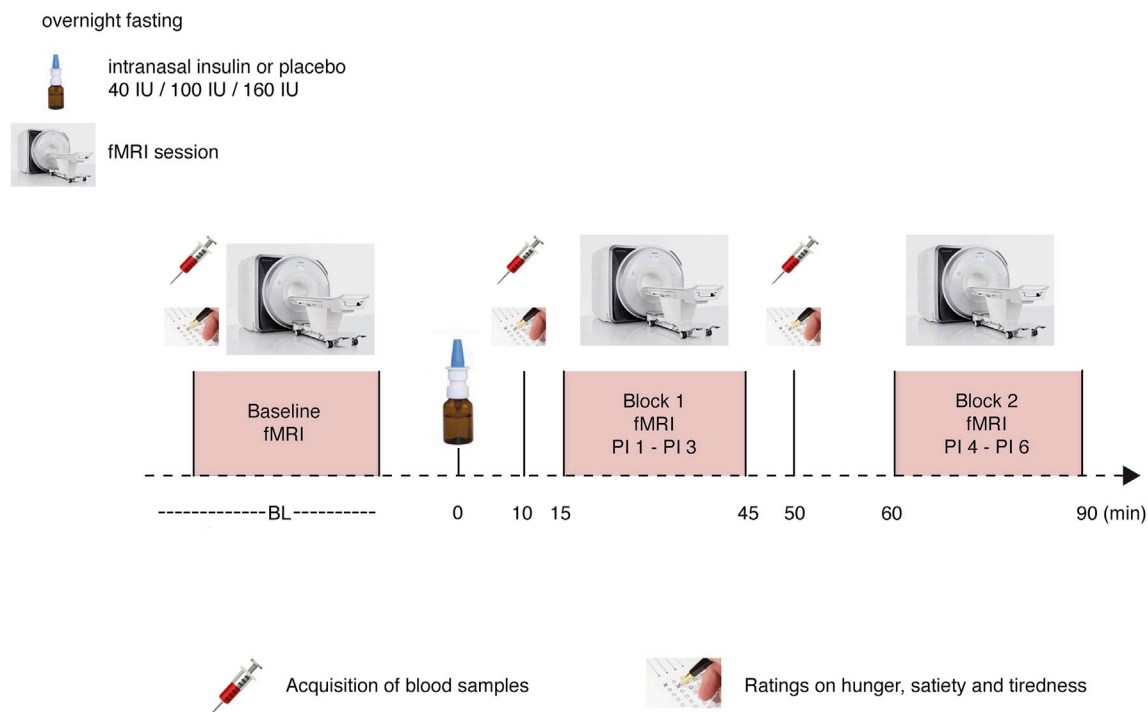 overnight fasting
intranasal insulin or placebo
40 IU / 100 IU / 160 IU
fMRI session
Baseline
fMRI
Block 1
fMRI
PI 1 - PI 3
Block 2
fMRI
PI 4 - PI 6
BL
0
10
15
45
50
60
90 (min)
Acquisition of blood samples
Ratings on hunger, satiety and tiredness